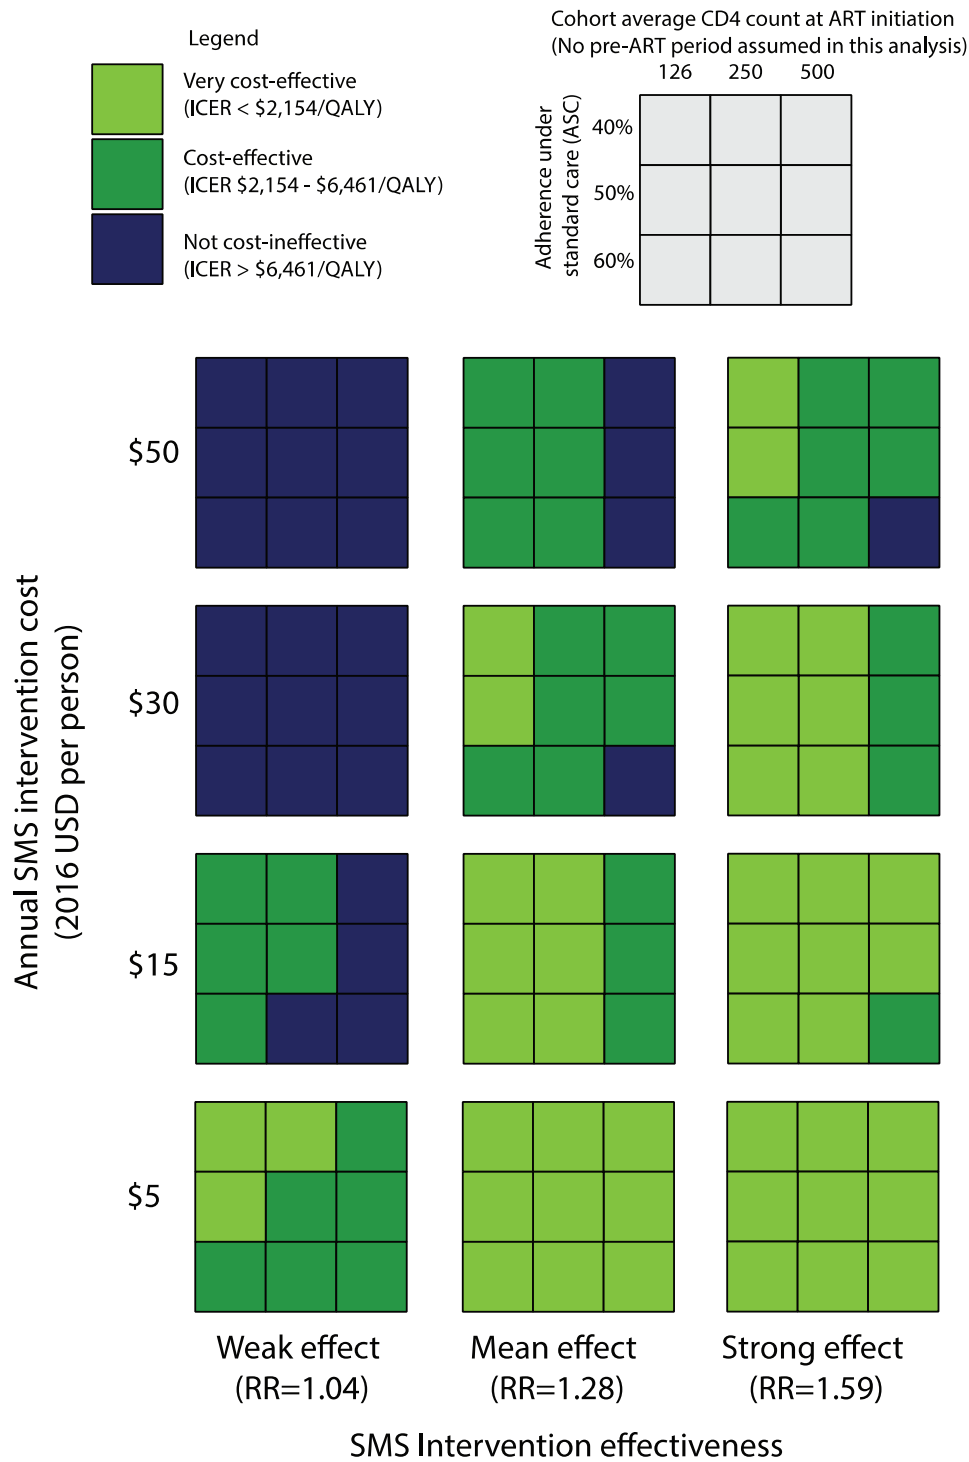 Legend
Very cost-effective
(ICER < $2,154/QALY)
Cost-effective
(ICER $2,154 - $6,461/QALY)
Not cost-ineffective
(ICER > $6,461/QALY)
Cohort average CD4 count at ART initiation
(No pre-ART period assumed in this analysis)
126 250 500
Adherence under
standard care (ASC)
40%
50%
60%
Annual SMS intervention cost
(2016 USD per person)
$50
$30
$15
$5
Weak effect
(RR=1.04)
Mean effect
(RR=1.28)
Strong effect
(RR=1.59)
SMS Intervention effectiveness